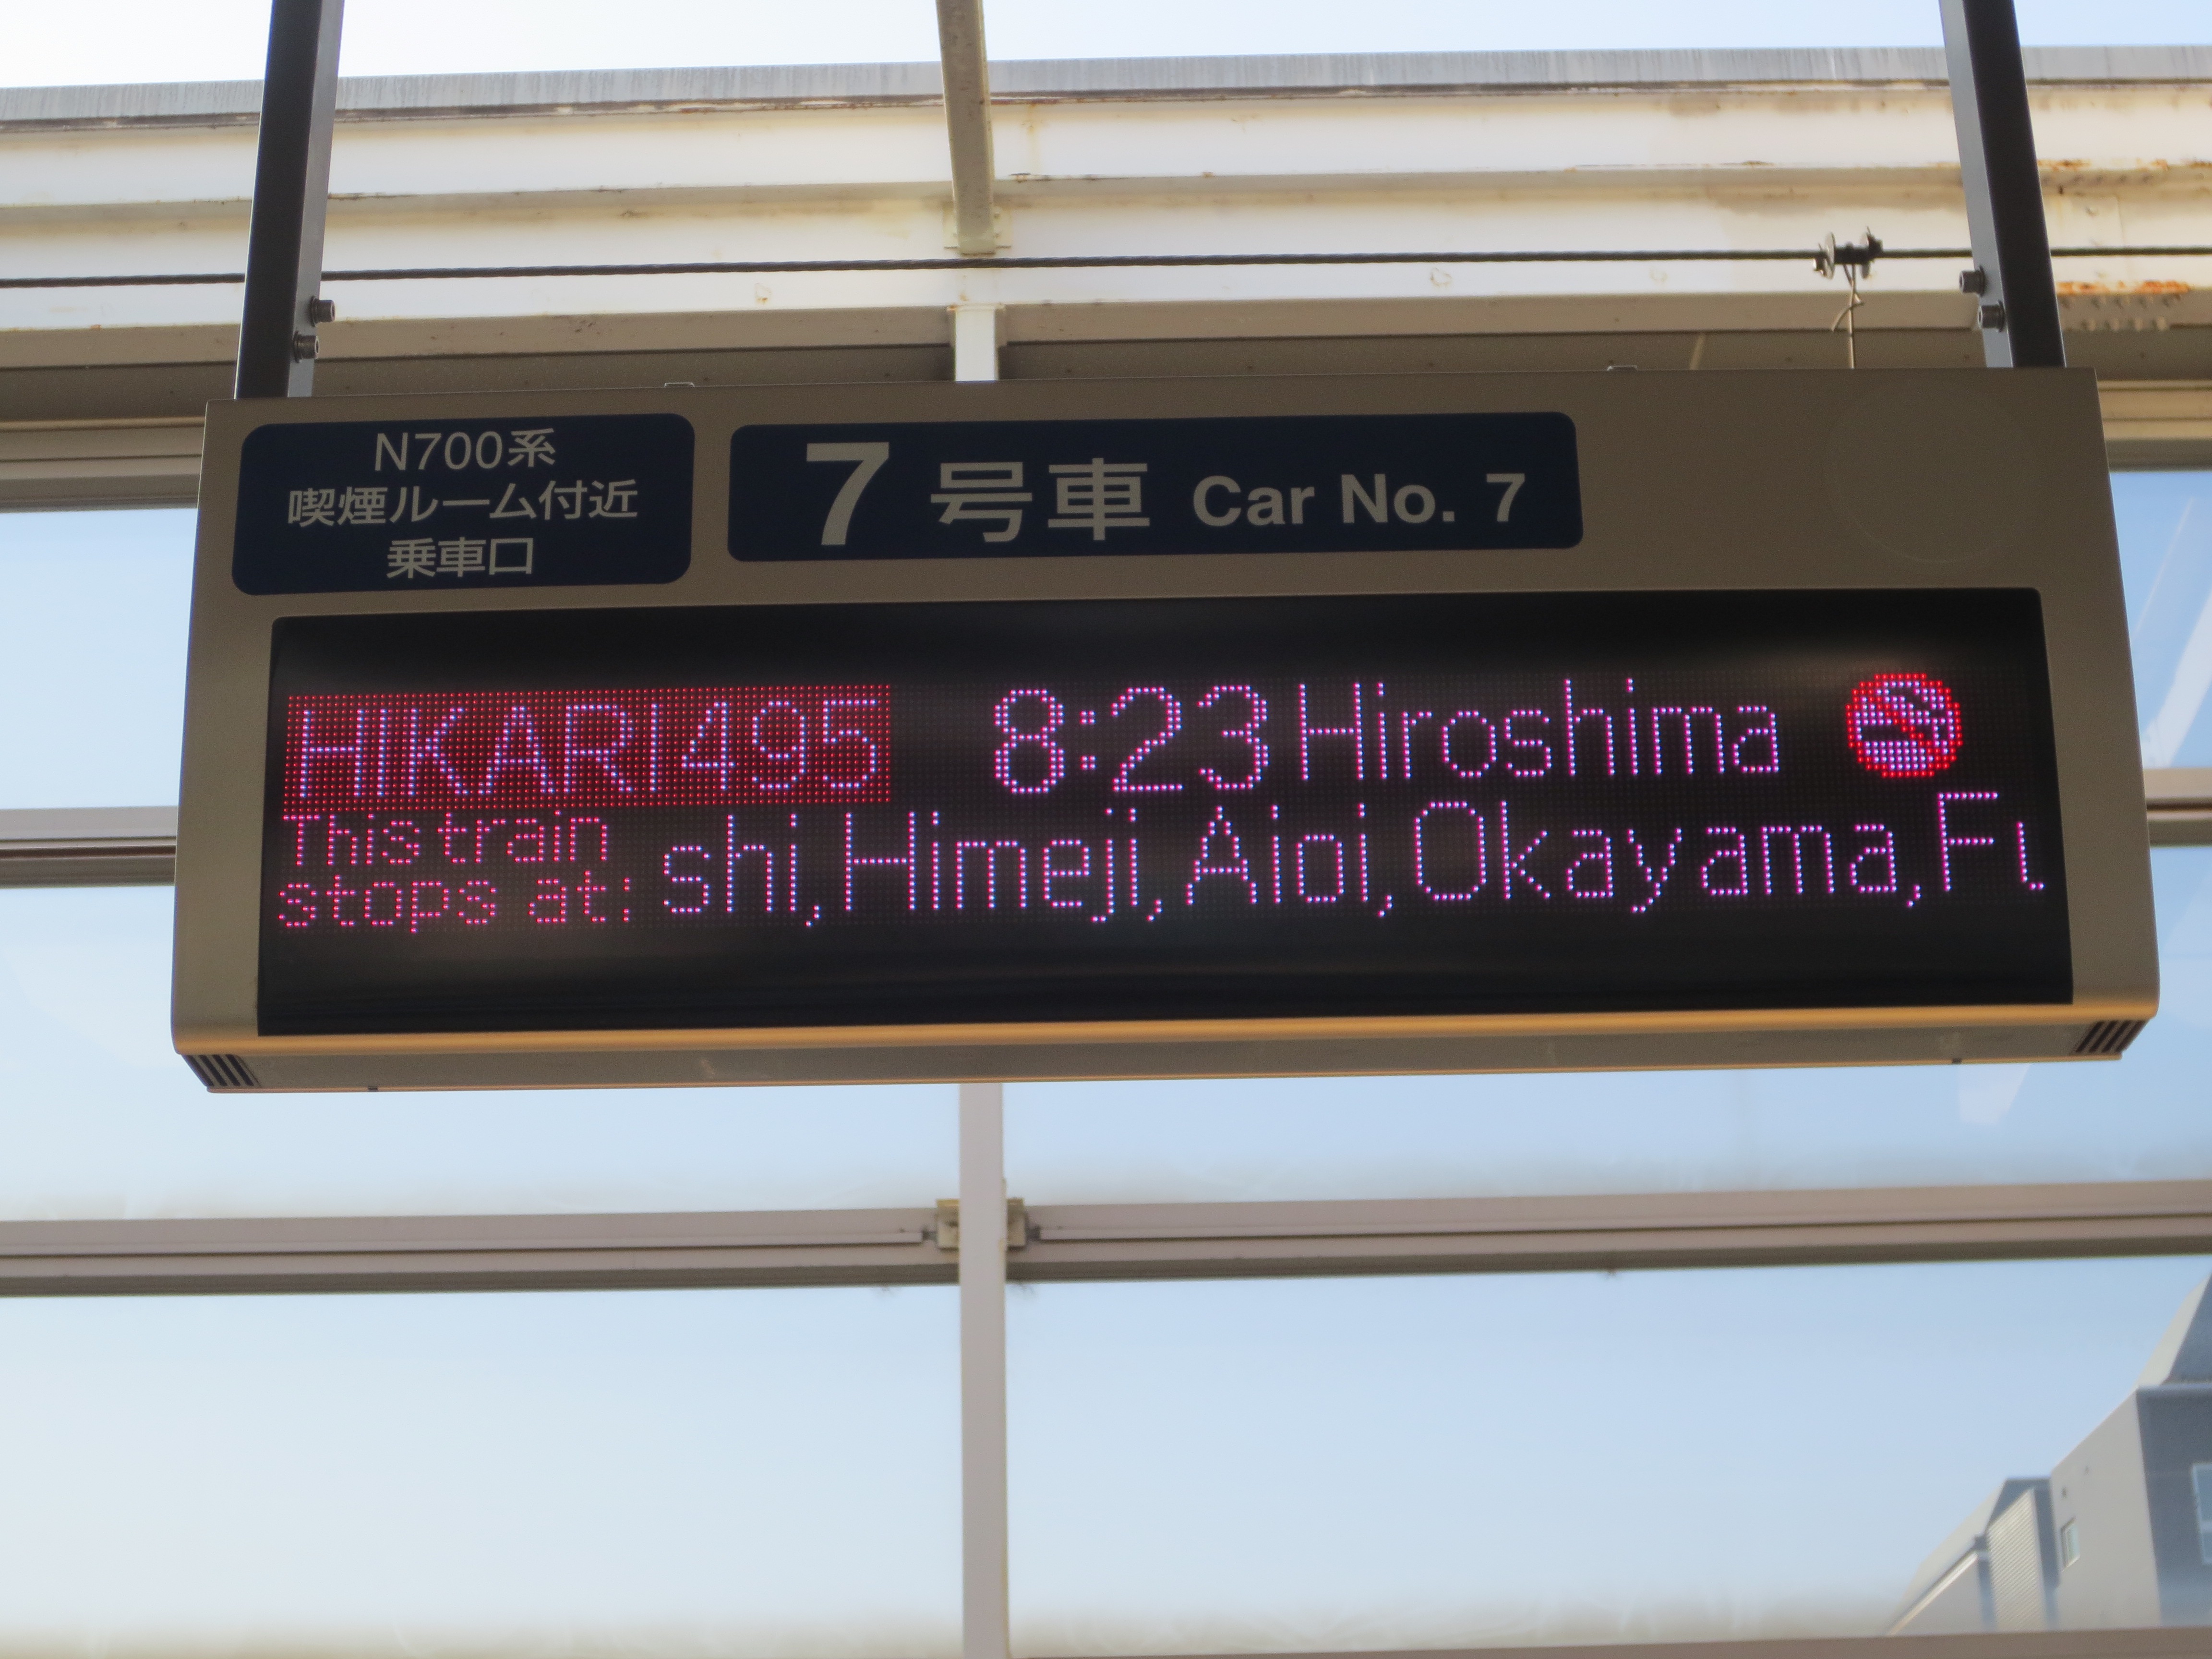 N700系
喫煙ルーム付近
乗車口
7 号車 Car No. 7
HIKARI 495 8:23 Hiroshima
This train
stops at: shi, Himeji, Aioi, Okayama, Fu